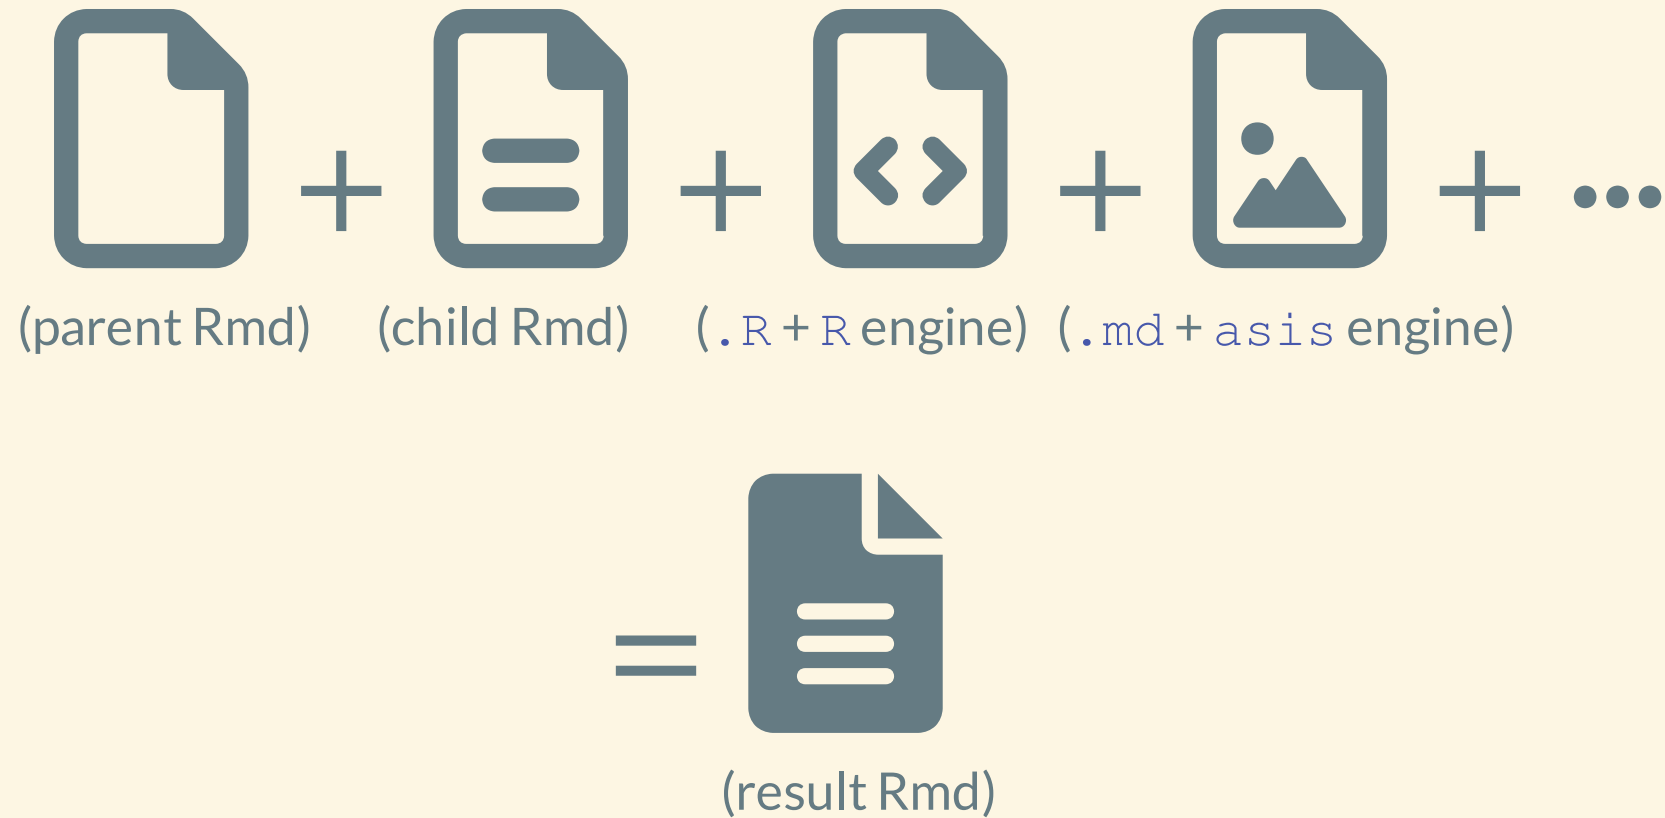 + + + + ...
(parent Rmd) (child Rmd) (.R + R engine) (.md + asis engine)
=
(result Rmd)